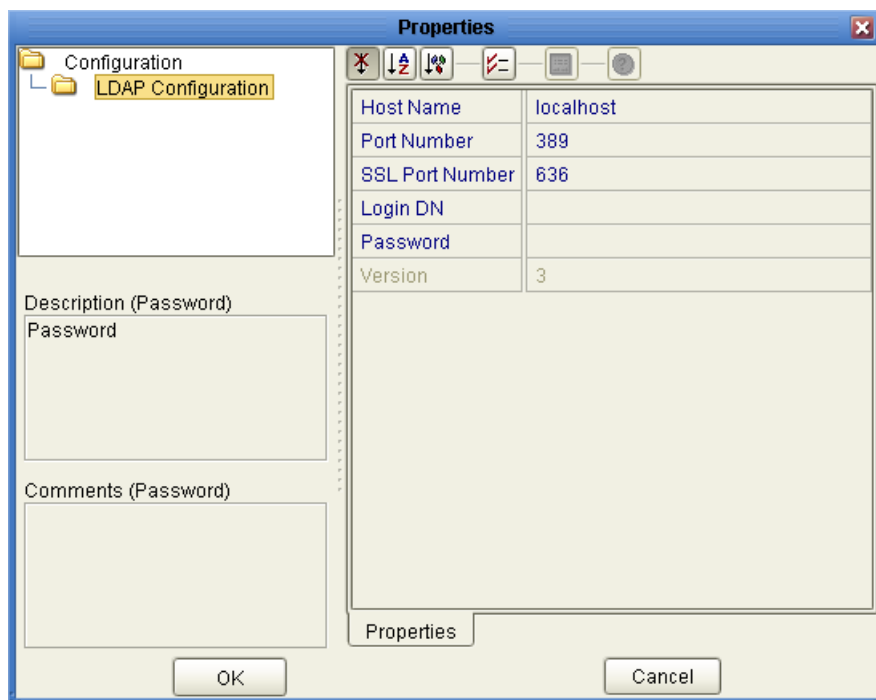 Properties
Configuration
LDAP Configuration
Host Name localhost
Port Number 389
SSL Port Number 636
Login DN
Password
Version 3
Description (Password)
Password
Comments (Password)
Properties
OK
Cancel